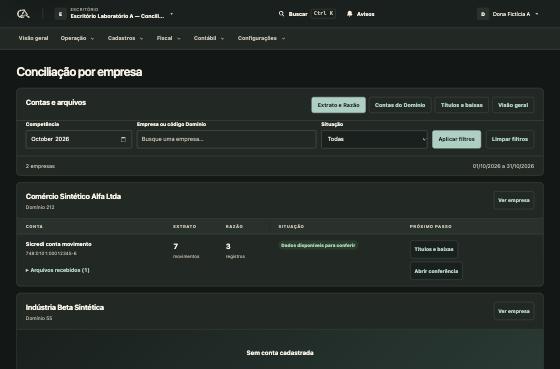 ESCRITÓRIO
E
Escritório Laboratório A — Concili...
Buscar Ctrl K
Avisos
D
Dona Fictícia A
Visão geral Operação Cadastros Fiscal Contábil Configurações
Conciliação por empresa
Contas e arquivos
Extrato e Razão Contas do Domínio Títulos e baixas Visão geral
Competência Empresa ou código Domínio Situação
October 2026 Busque uma empresa... Todas Aplicar filtros Limpar filtros
2 empresas 01/10/2026 a 31/10/2026
Comércio Sintético Alfa Ltda
Domínio 212
Ver empresa
CONTA EXTRATO RAZÃO SITUAÇÃO PRÓXIMO PASSO
Sicredi conta movimento 7 3 Dados disponíveis para conferir Títulos e baixas
movimentos registros
Arquivos recebidos (1) Abrir conferência
Indústria Beta Sintética
Domínio 55
Ver empresa
Sem conta cadastrada